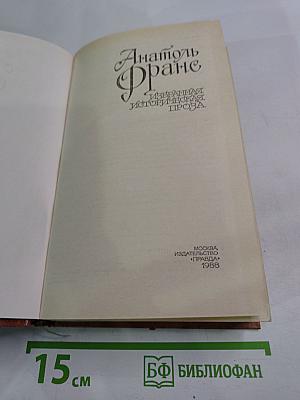 Анатоль
Франс
ИЗБРАННАЯ
ИСТОРИЧЕСКАЯ
ПРОЗА
МОСКВА
ИЗДАТЕЛЬСТВО
«ПРАВДА»
1988
15 см
БФ БИБЛИОФАН